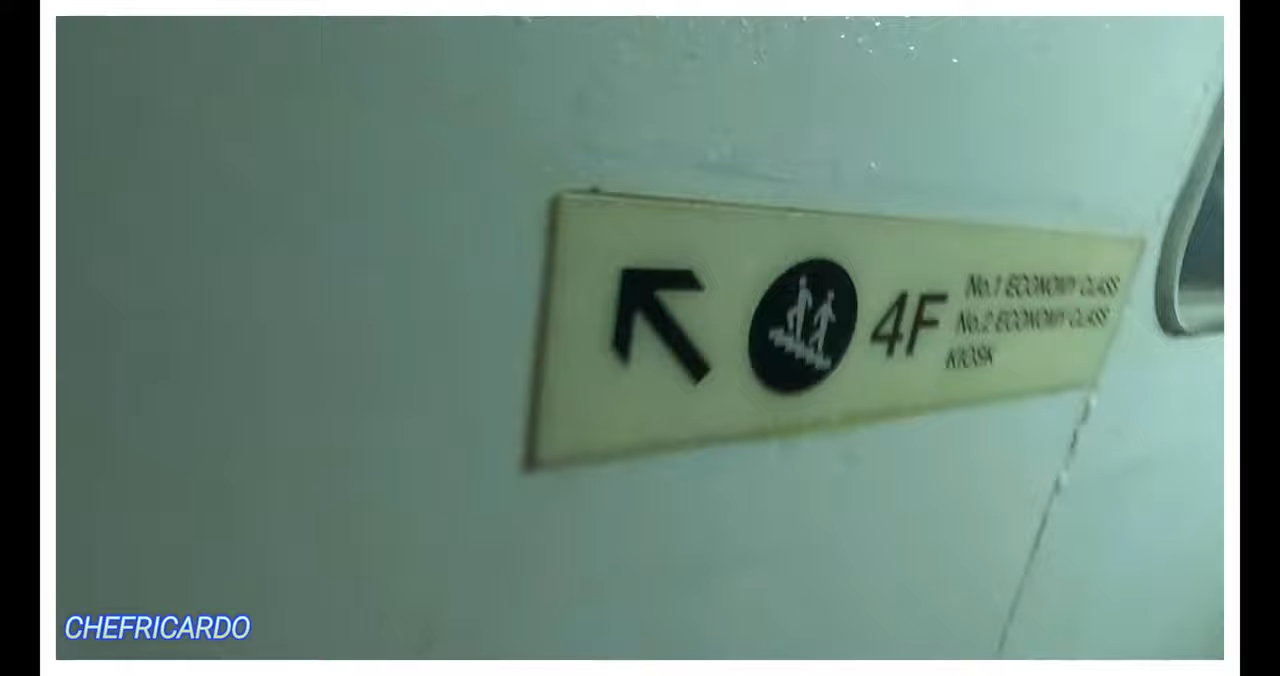 4F
No.1 ECONOMY CLASS
No.2 ECONOMY CLASS
KIOSK
CHEFRICARDO